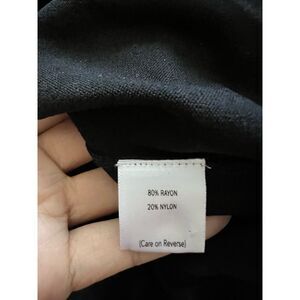 80% RAYON
20% NYLON
(Care on Reverse)